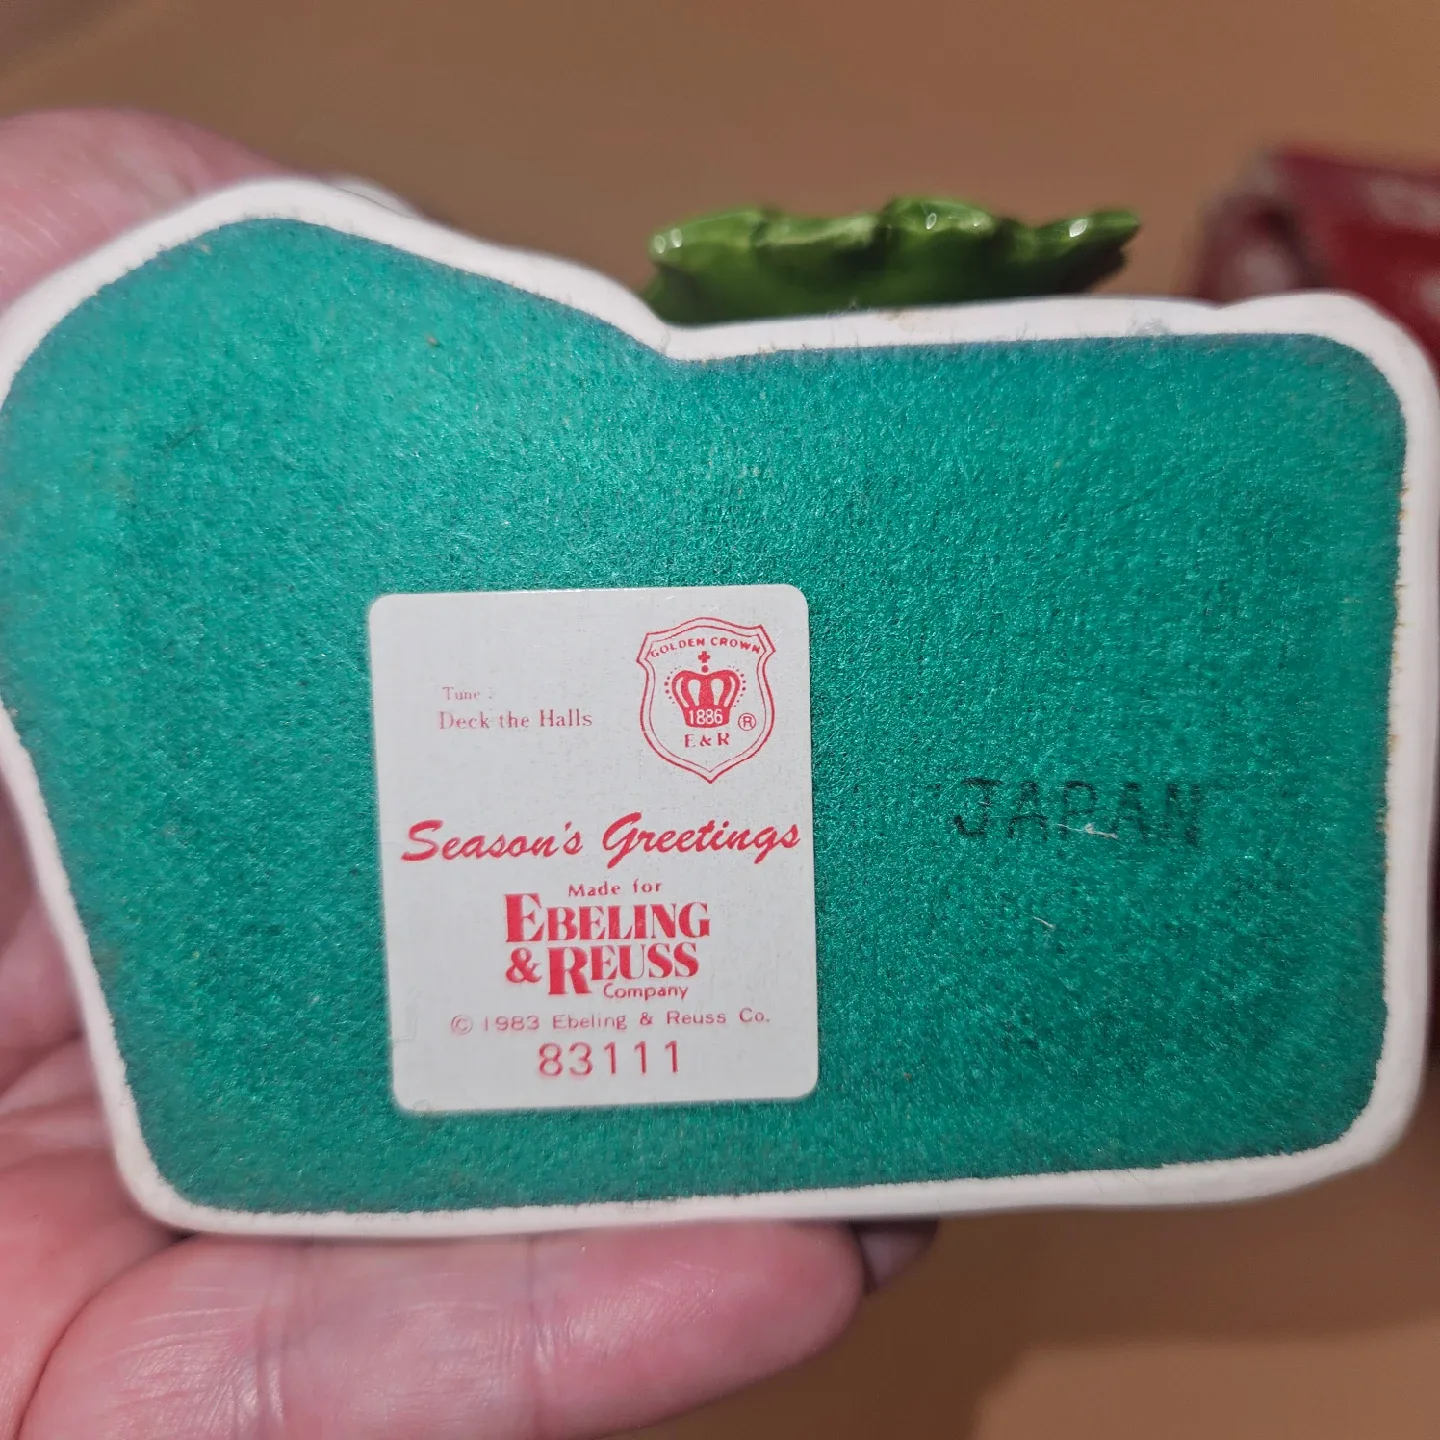 Tune :
Deck the Halls
GOLDEN CROWN
1886 ®
E & R
Season's Greetings
Made for
EBELING
& REUSS
Company
© 1983 Ebeling & Reuss Co.
83111
JAPAN